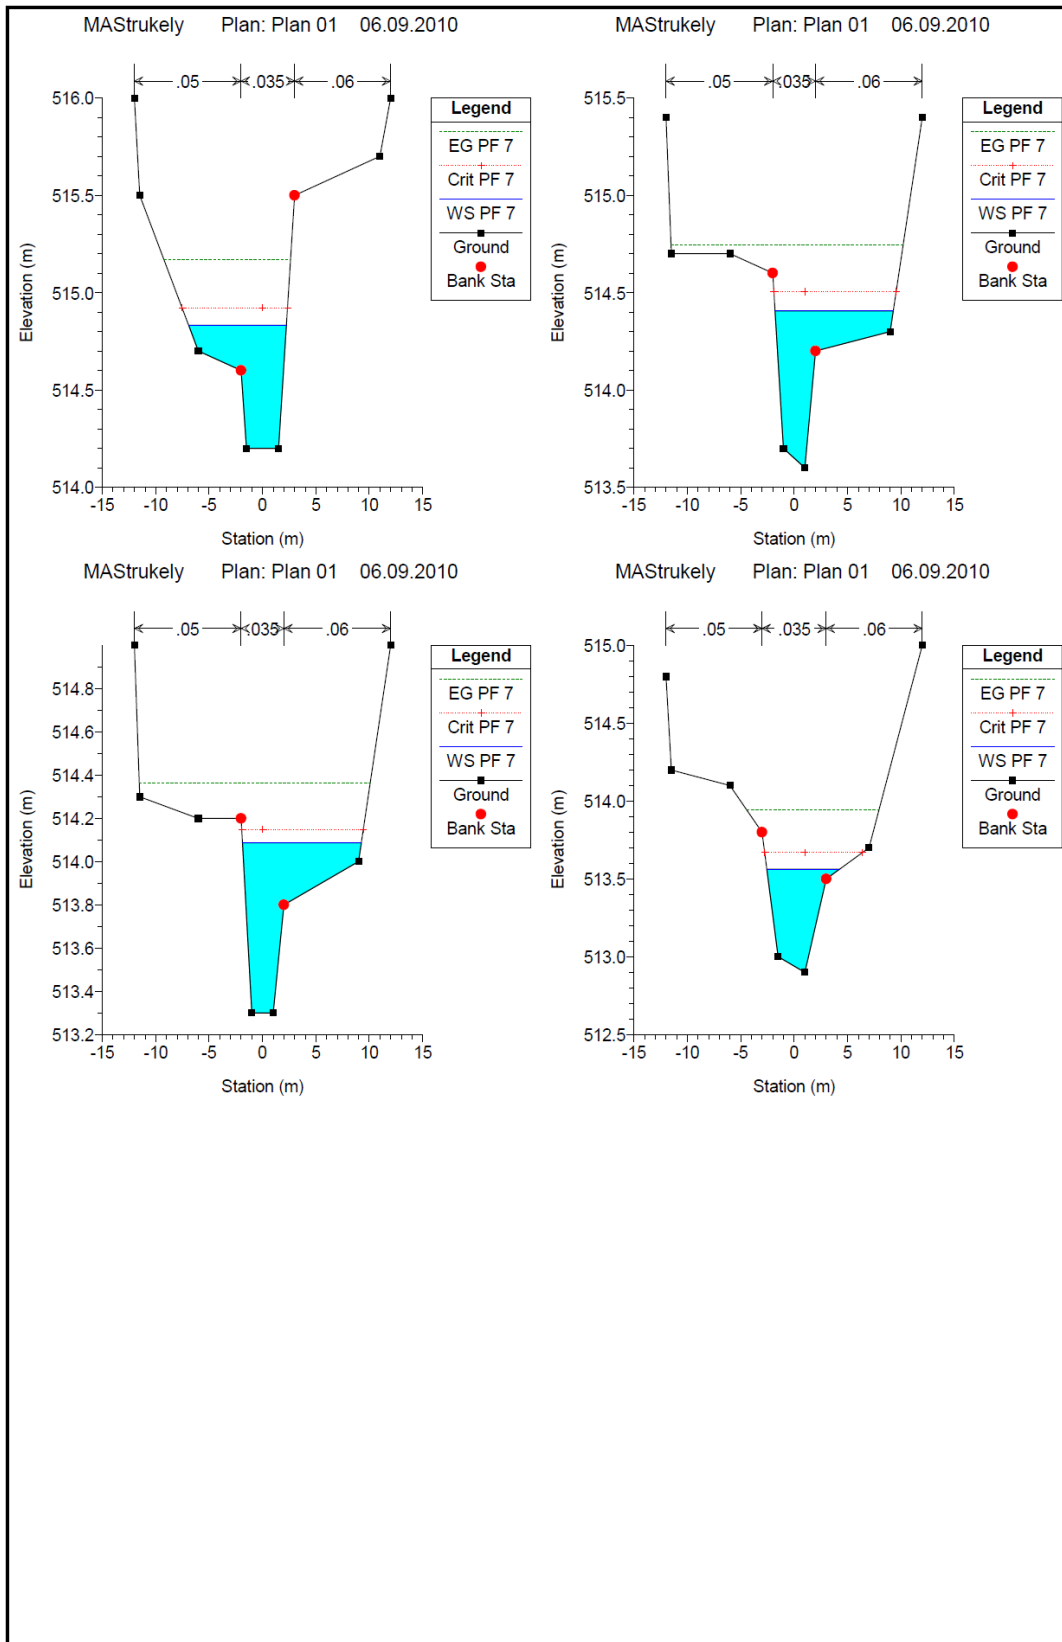 MAStrukely Plan: Plan 01 06.09.2010
.05 .035 .06
516.0
515.5
515.0
514.5
514.0
Elevation (m)
-15 -10 -5 0 5 10 15
Station (m)
Legend
EG PF 7
Crit PF 7
WS PF 7
Ground
Bank Sta
MAStrukely Plan: Plan 01 06.09.2010
.05 .035 .06
515.5
515.0
514.5
514.0
513.5
Elevation (m)
-15 -10 -5 0 5 10 15
Station (m)
Legend
EG PF 7
Crit PF 7
WS PF 7
Ground
Bank Sta
MAStrukely Plan: Plan 01 06.09.2010
.05 .035 .06
514.8
514.6
514.4
514.2
514.0
513.8
513.6
513.4
513.2
Elevation (m)
-15 -10 -5 0 5 10 15
Station (m)
Legend
EG PF 7
Crit PF 7
WS PF 7
Ground
Bank Sta
MAStrukely Plan: Plan 01 06.09.2010
.05 .035 .06
515.0
514.5
514.0
513.5
513.0
512.5
Elevation (m)
-15 -10 -5 0 5 10 15
Station (m)
Legend
EG PF 7
Crit PF 7
WS PF 7
Ground
Bank Sta